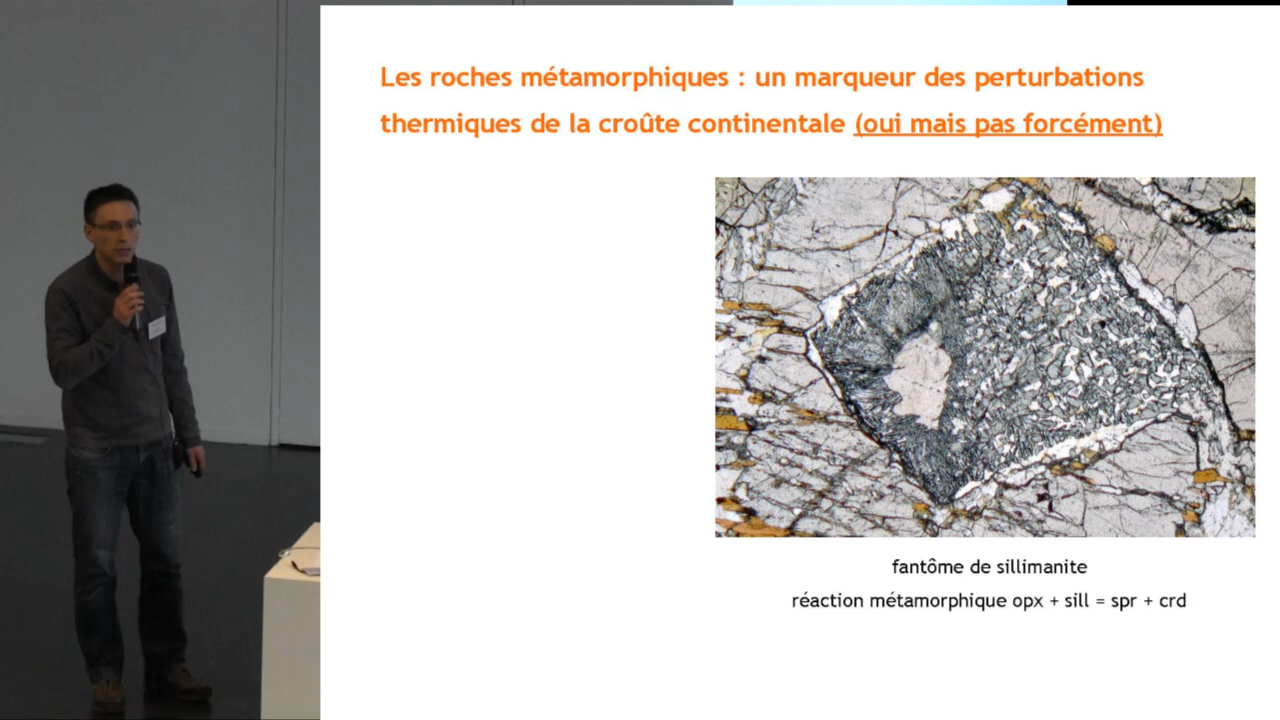 Les roches métamorphiques : un marqueur des perturbations
thermiques de la croûte continentale (oui mais pas forcément)
fantôme de sillimanite
réaction métamorphique opx + sill = spr + crd